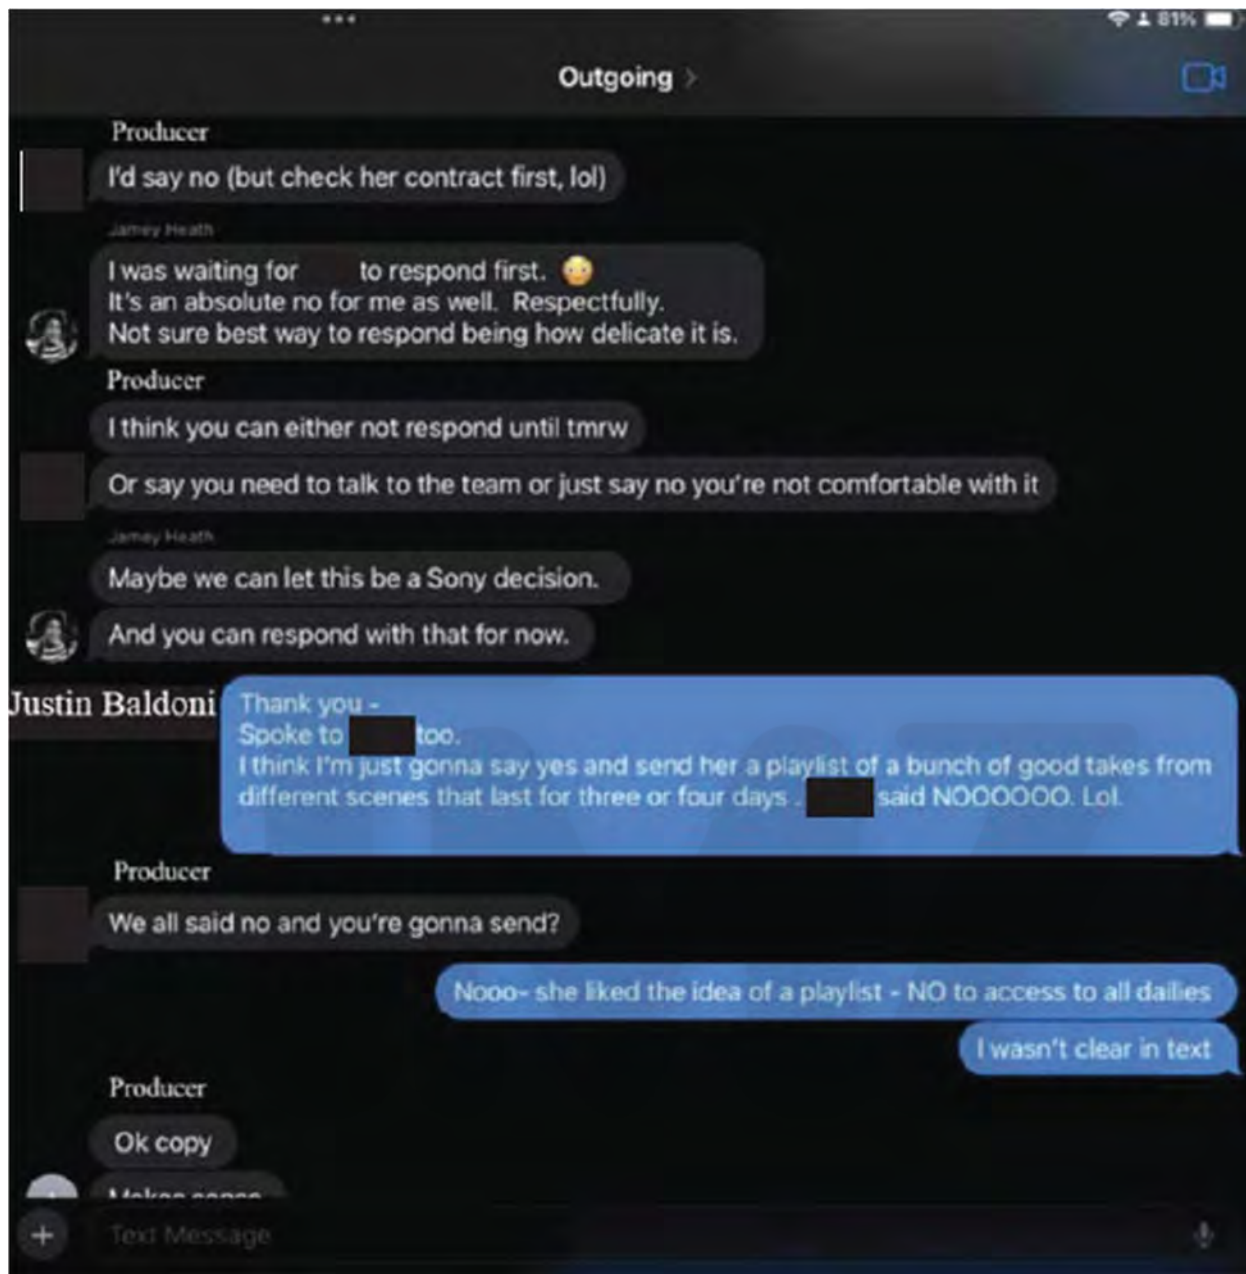 81%
Outgoing >
Producer
I'd say no (but check her contract first, lol)
Jamey Heath
I was waiting for to respond first. 😳
It's an absolute no for me as well. Respectfully.
Not sure best way to respond being how delicate it is.
Producer
I think you can either not respond until tmrw
Or say you need to talk to the team or just say no you're not comfortable with it
Jamey Heath
Maybe we can let this be a Sony decision.
And you can respond with that for now.
Justin Baldoni
Thank you -
Spoke to too.
I think I'm just gonna say yes and send her a playlist of a bunch of good takes from
different scenes that last for three or four days . said NOOOOOO. Lol.
Producer
We all said no and you're gonna send?
Nooo- she liked the idea of a playlist - NO to access to all dailies
I wasn't clear in text
Producer
Ok copy
Makes sense
Text Message